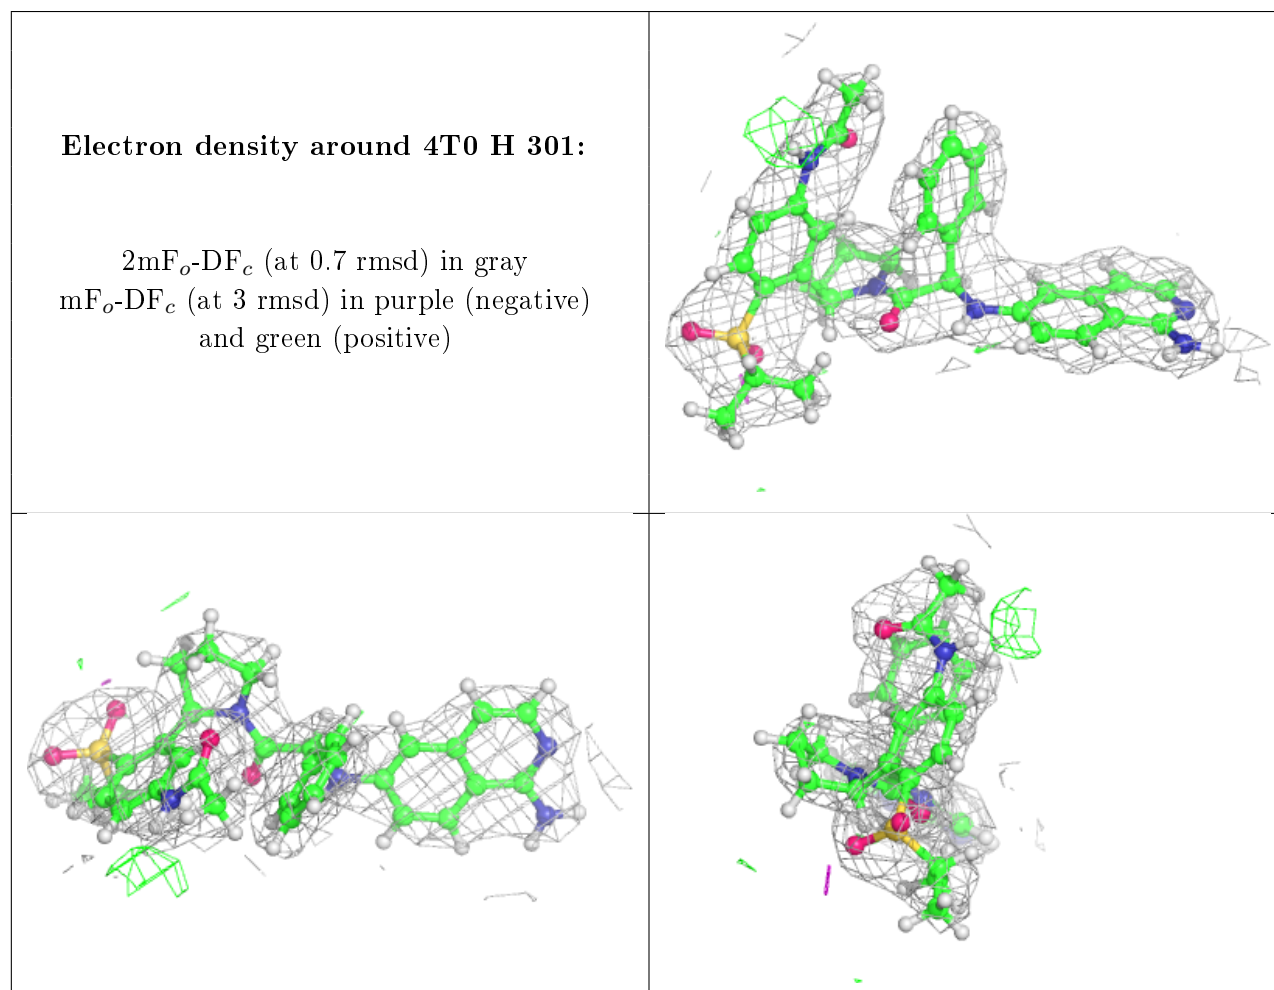 Electron density around 4T0 H 301:
2mFo-DFc (at 0.7 rmsd) in gray
mFo-DFc (at 3 rmsd) in purple (negative)
and green (positive)